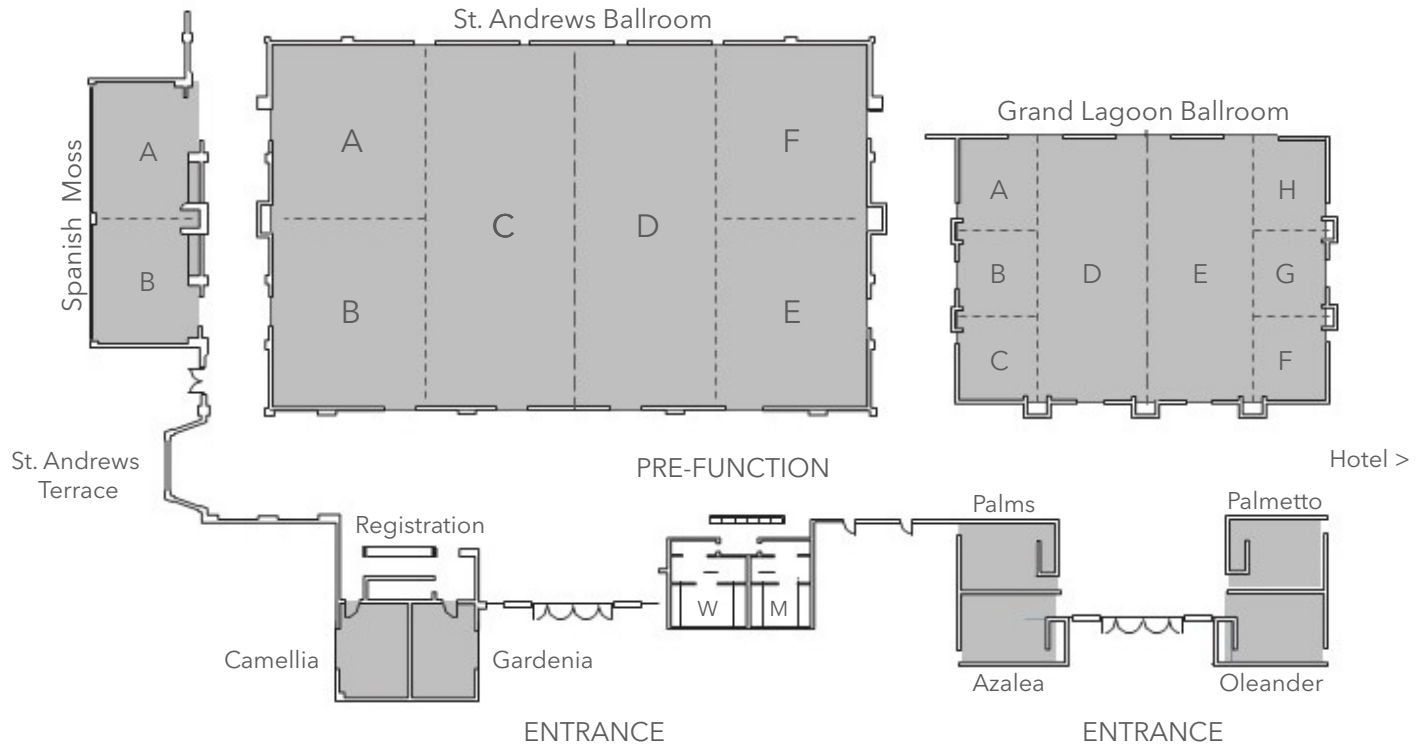 St. Andrews Ballroom
Grand Lagoon Ballroom
Spanish Moss
A
B
A
B
C
D
F
E
A
B
C
D
E
H
G
F
St. Andrews
Terrace
PRE-FUNCTION
Hotel >
Registration
Palms
Palmetto
W
M
Camellia
Gardenia
Azalea
Oleander
ENTRANCE
ENTRANCE